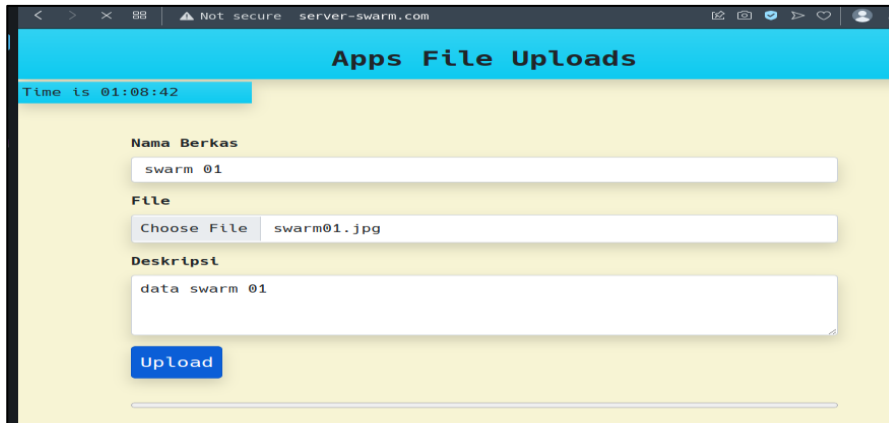 Not secure server-swarm.com
Apps File Uploads
Time is 01:08:42
Nama Berkas
swarm 01
File
Choose File swarm01.jpg
Deskripsi
data swarm 01
Upload